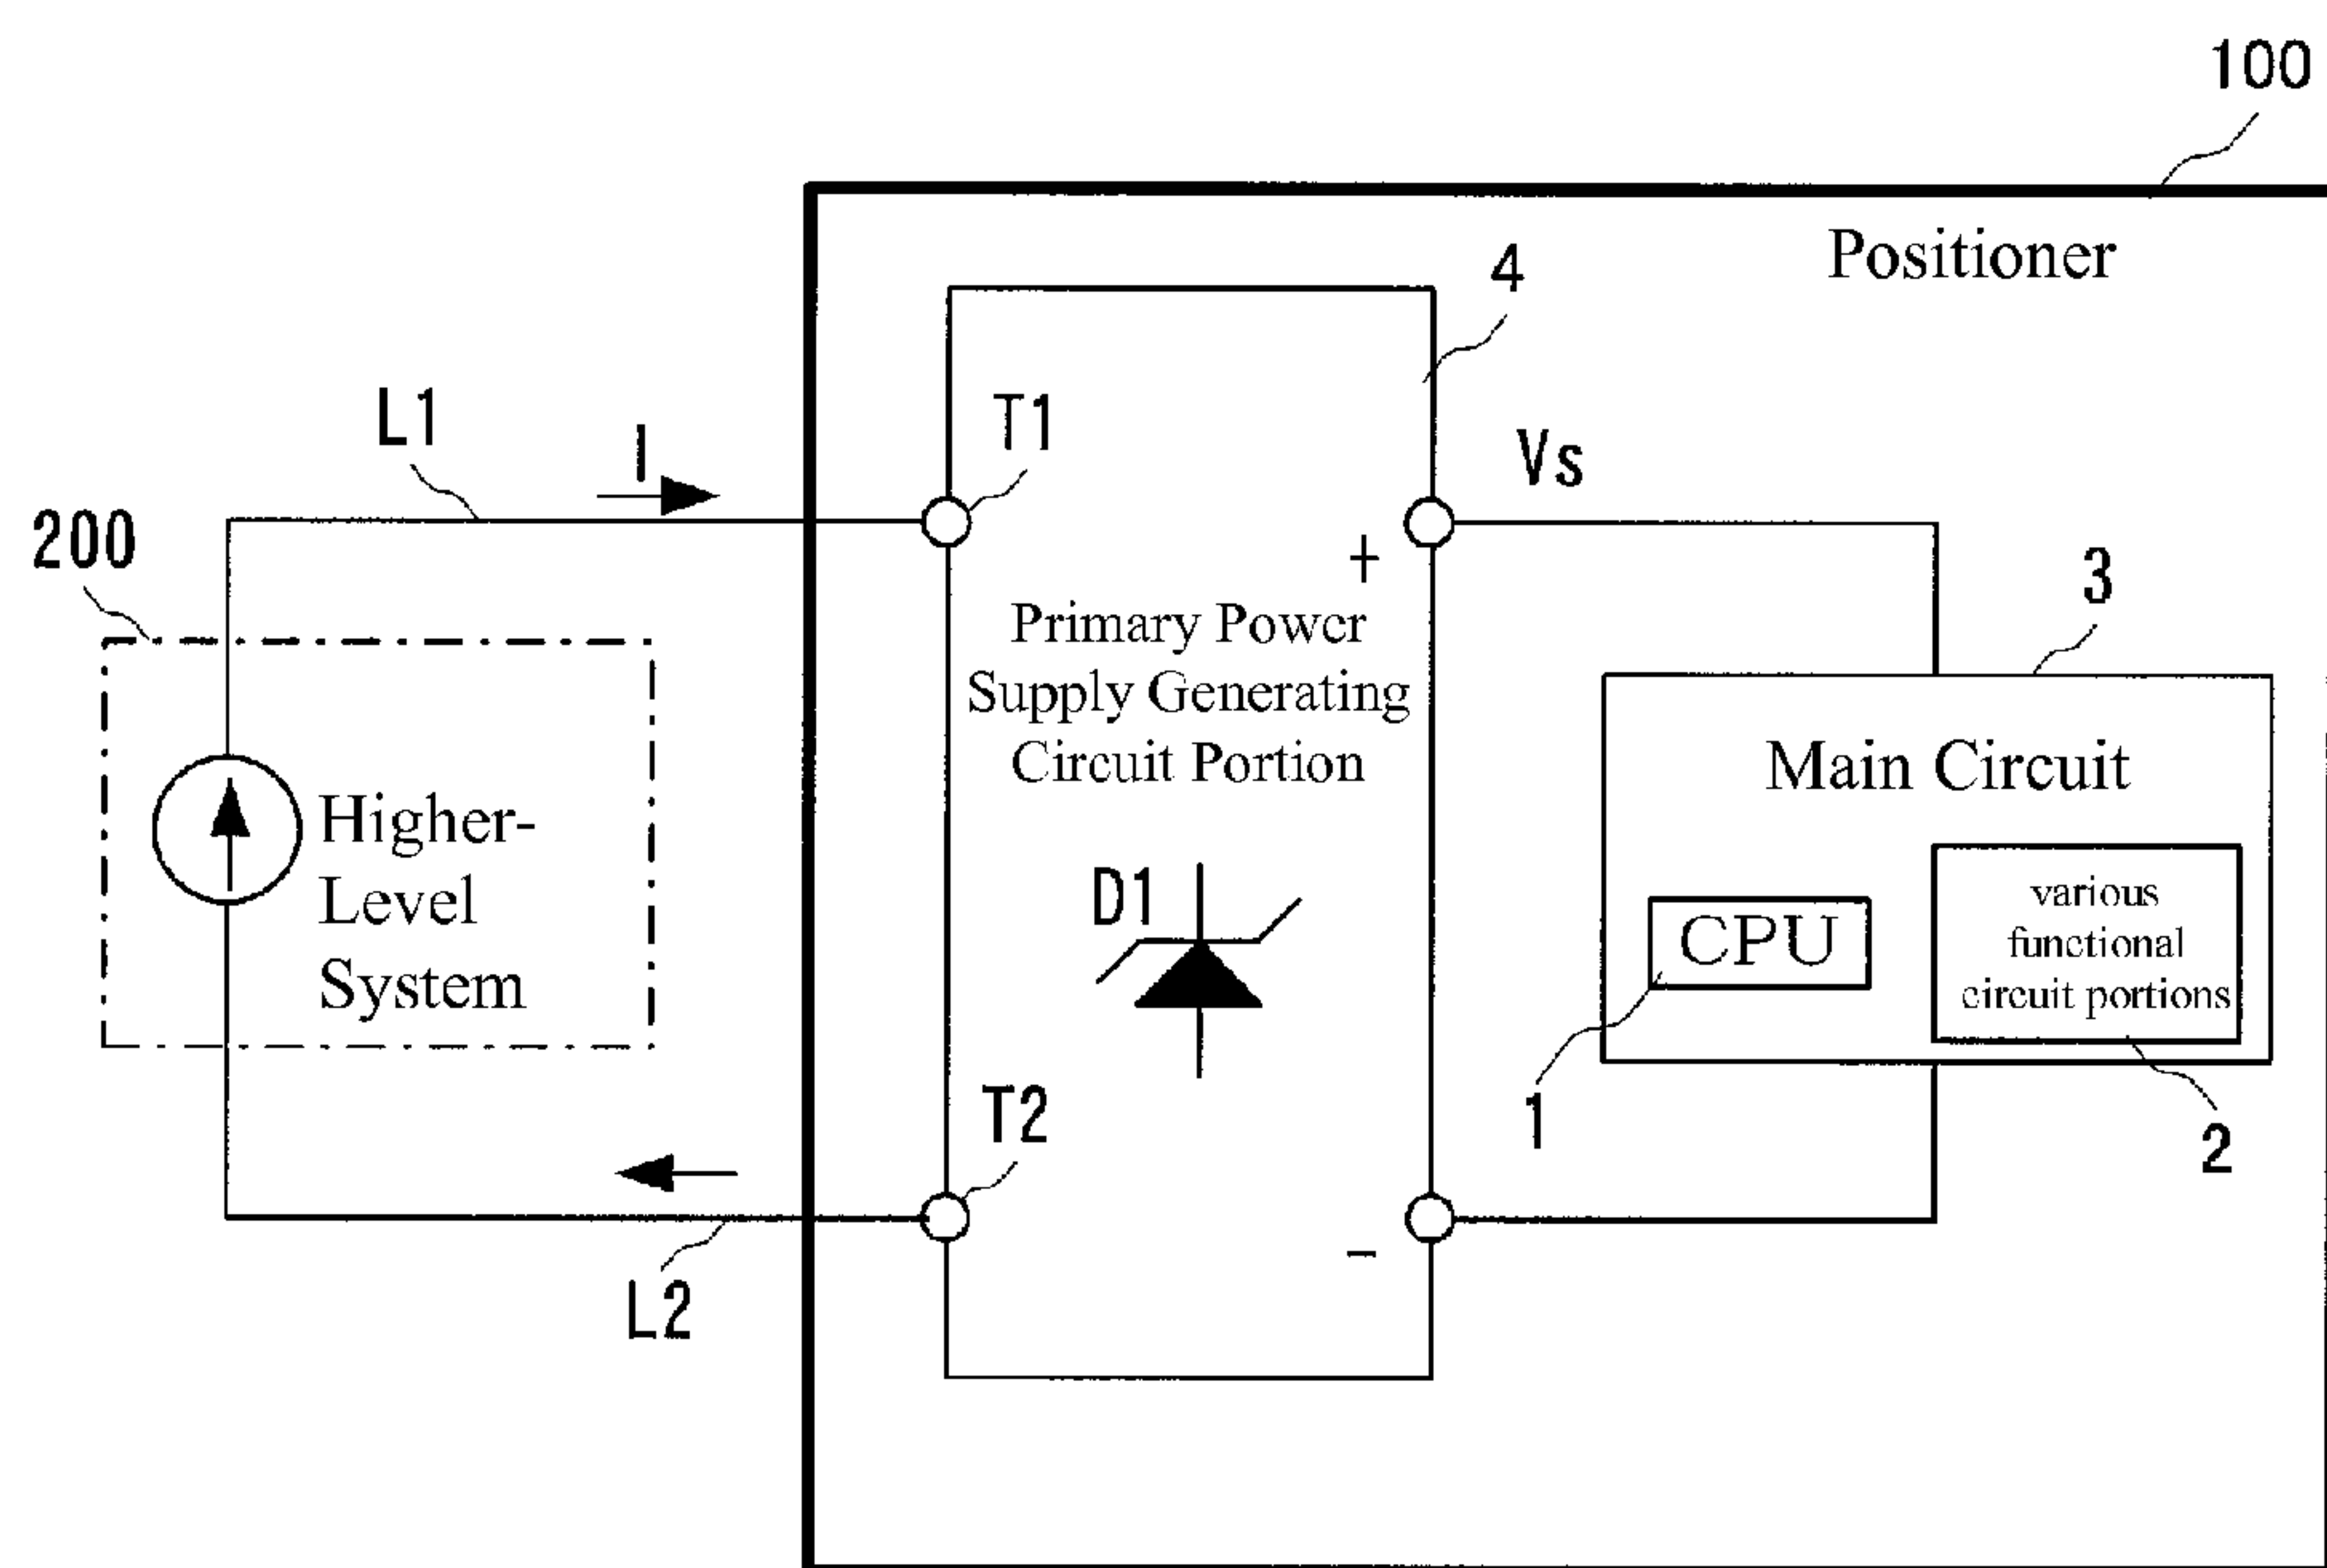 100
Positioner
4
L1
I
T1
Vs
200
+
3
Primary Power
Supply Generating
Circuit Portion
Main Circuit
Higher-
Level
System
D1
CPU
various
functional
circuit portions
T2
1
2
-
L2